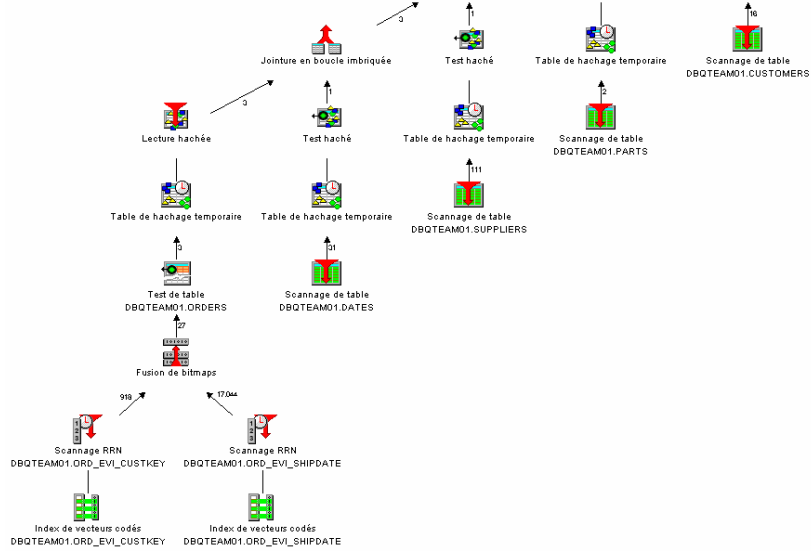 3
1
16
Jointure en boucle imbriquée
Test haché
Table de hachage temporaire
Scannage de table
DBQTEAM01.CUSTOMERS
3
1
2
Lecture hachée
Test haché
Table de hachage temporaire
Scannage de table
DBQTEAM01.PARTS
111
Table de hachage temporaire
Table de hachage temporaire
Scannage de table
DBQTEAM01.SUPPLIERS
3
31
Test de table
DBQTEAM01.ORDERS
Scannage de table
DBQTEAM01.DATES
27
Fusion de bitmaps
918
17,044
Scannage RRN
DBQTEAM01.ORD_EVI_CUSTKEY
Scannage RRN
DBQTEAM01.ORD_EVI_SHIPDATE
Index de vecteurs codés
DBQTEAM01.ORD_EVI_CUSTKEY
Index de vecteurs codés
DBQTEAM01.ORD_EVI_SHIPDATE